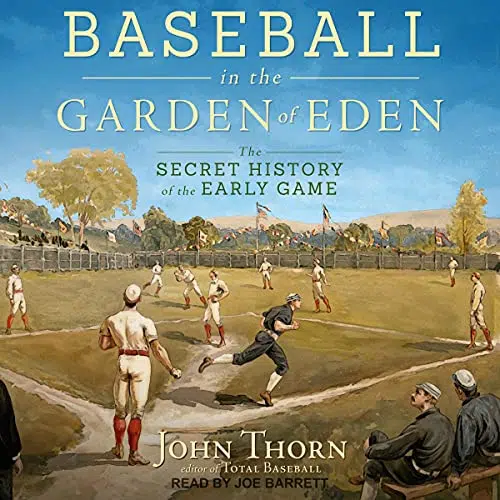 BASEBALL
in the
GARDEN of EDEN
The
SECRET HISTORY
of the EARLY GAME
JOHN THORN
editor of TOTAL BASEBALL
READ BY JOE BARRETT